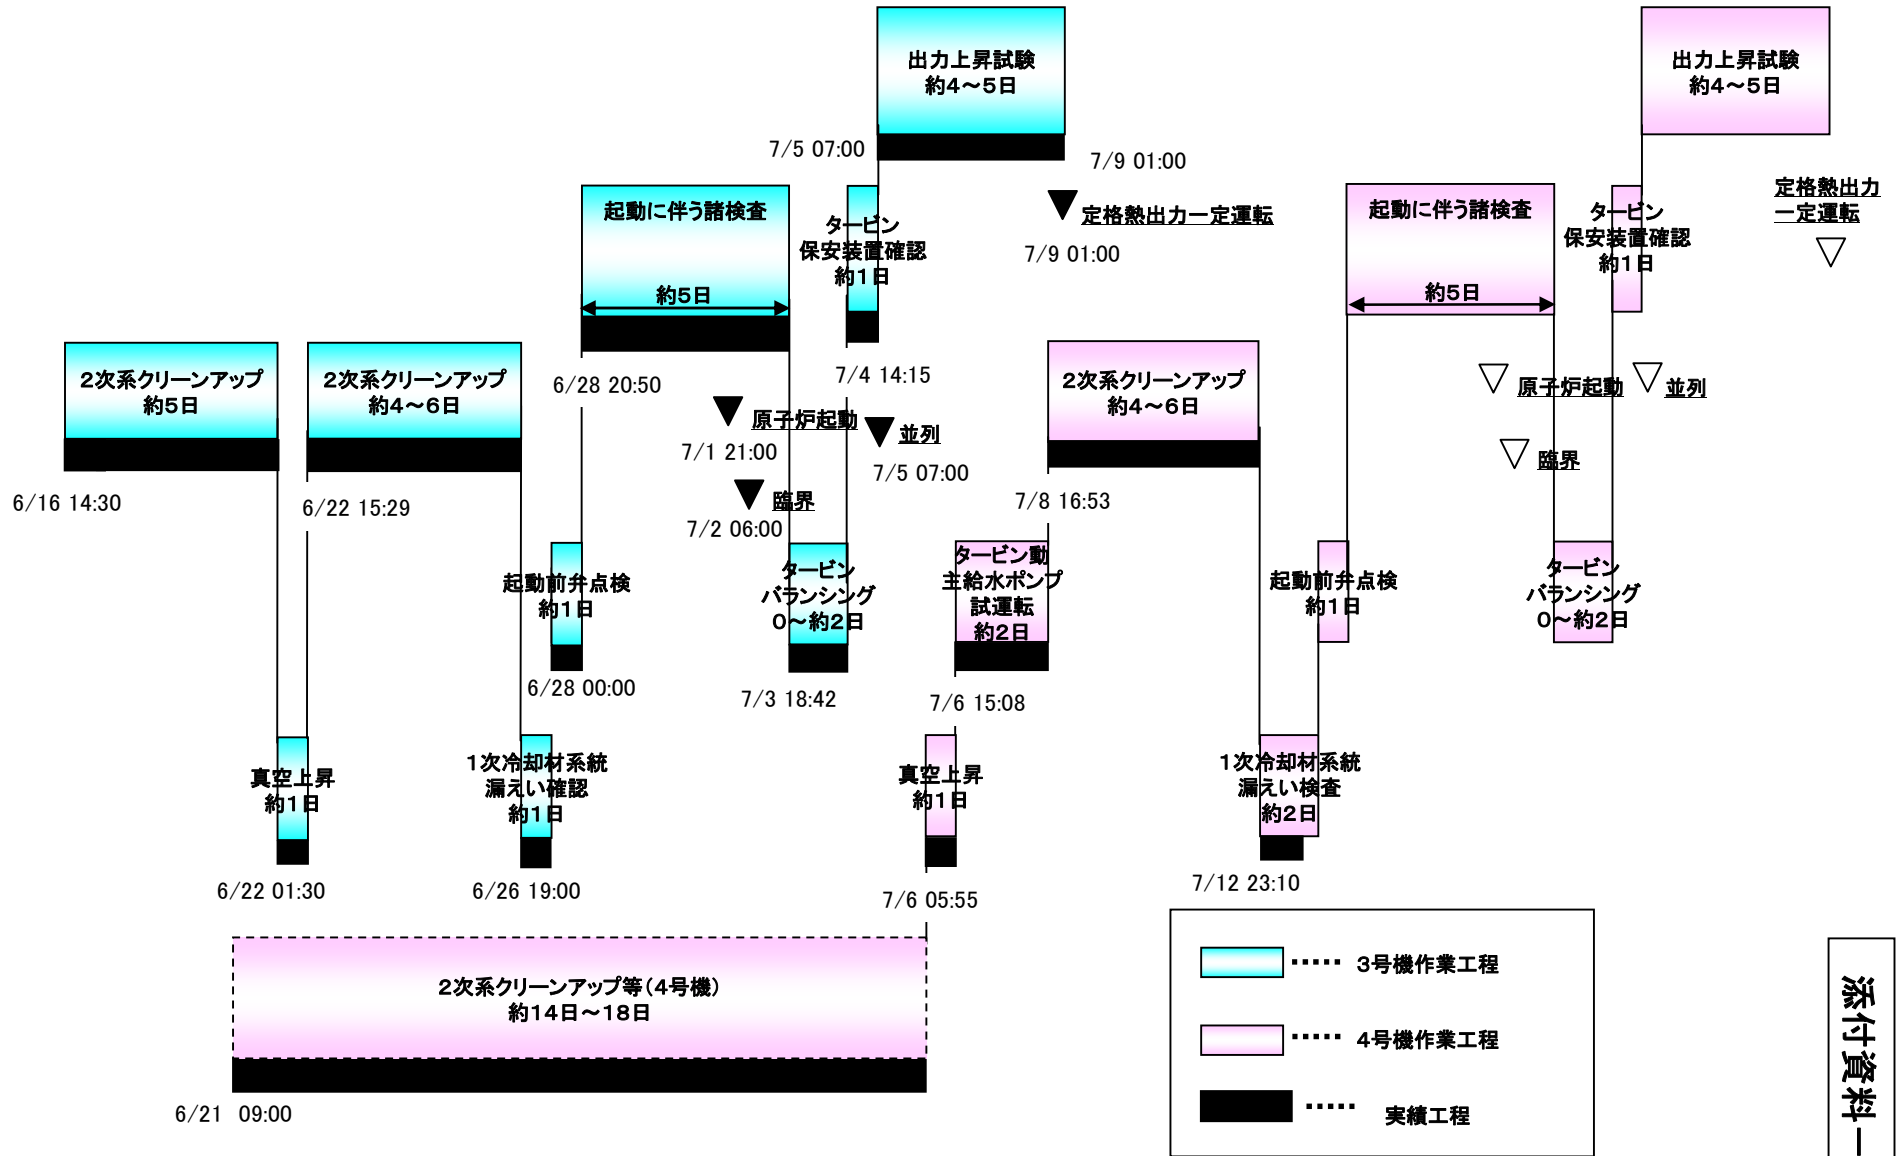 出力上昇試験
約4～5日
7/5 07:00
7/9 01:00
定格熱出力一定運転
7/9 01:00
起動に伴う諸検査
約5日
タービン
保安装置確認
約1日
2次系クリーンアップ
約5日
2次系クリーンアップ
約4～6日
6/28 20:50
7/4 14:15
原子炉起動
7/1 21:00
並列
7/5 07:00
臨界
7/2 06:00
6/16 14:30
6/22 15:29
起動前弁点検
約1日
6/28 00:00
タービン
バランシング
0～約2日
7/3 18:42
真空上昇
約1日
6/22 01:30
1次冷却材系統
漏えい確認
約1日
6/26 19:00
出力上昇試験
約4～5日
定格熱出力
一定運転
起動に伴う諸検査
約5日
タービン
保安装置確認
約1日
2次系クリーンアップ
約4～6日
7/8 16:53
原子炉起動
並列
臨界
タービン動
主給水ポンプ
試運転
約2日
7/6 15:08
起動前弁点検
約1日
タービン
バランシング
0～約2日
真空上昇
約1日
7/6 05:55
1次冷却材系統
漏えい検査
約2日
7/12 23:10
2次系クリーンアップ等(4号機)
約14日～18日
6/21 09:00
····· 3号機作業工程
····· 4号機作業工程
····· 実績工程
添付資料－